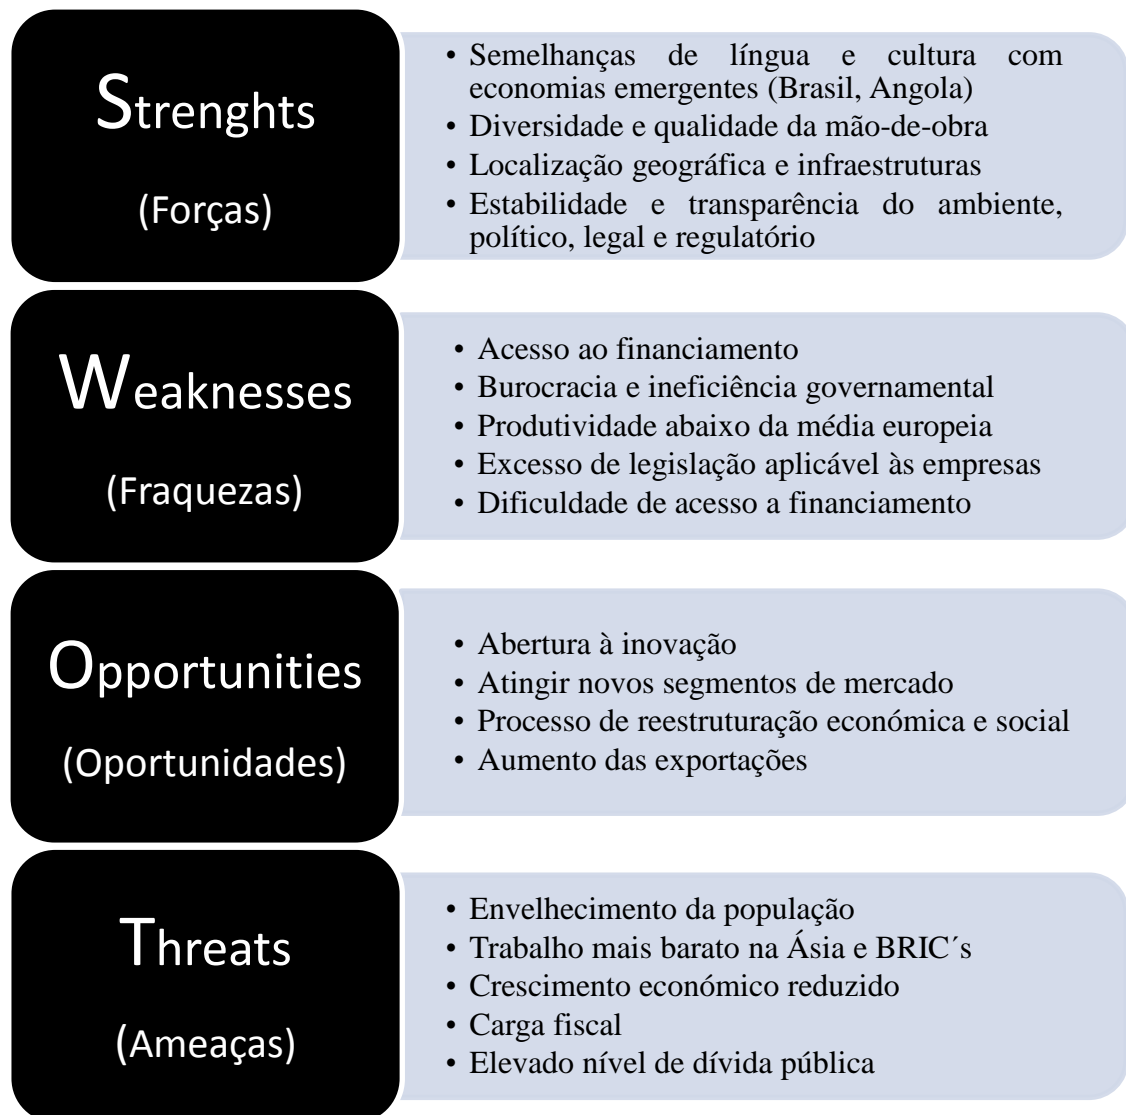 Strenghts
(Forças)
• Semelhanças de língua e cultura com
economias emergentes (Brasil, Angola)
• Diversidade e qualidade da mão-de-obra
• Localização geográfica e infraestruturas
• Estabilidade e transparência do ambiente,
político, legal e regulatório
Weaknesses
(Fraquezas)
• Acesso ao financiamento
• Burocracia e ineficiência governamental
• Produtividade abaixo da média europeia
• Excesso de legislação aplicável às empresas
• Dificuldade de acesso a financiamento
Opportunities
(Oportunidades)
• Abertura à inovação
• Atingir novos segmentos de mercado
• Processo de reestruturação económica e social
• Aumento das exportações
Threats
(Ameaças)
• Envelhecimento da população
• Trabalho mais barato na Ásia e BRIC´s
• Crescimento económico reduzido
• Carga fiscal
• Elevado nível de dívida pública